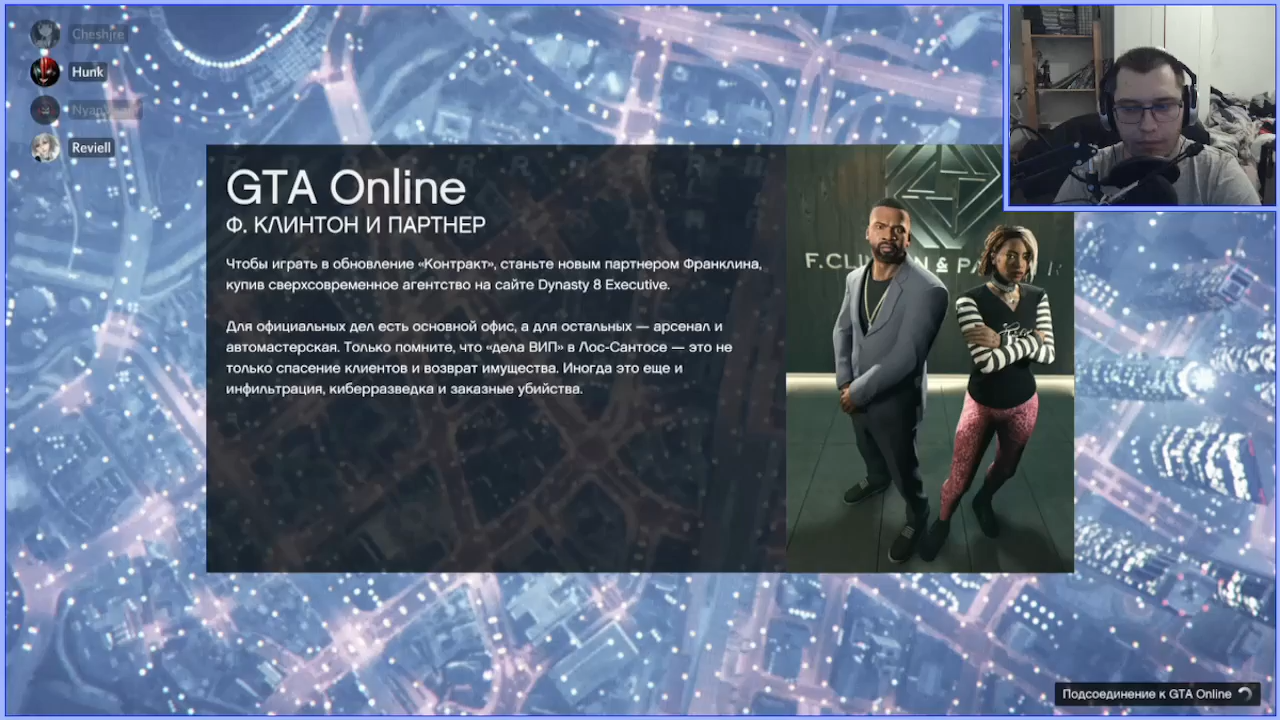 Cheshire
Hunk
Reviell
GTA Online
Ф. КЛИНТОН И ПАРТНЕР
Чтобы играть в обновление «Контракт», станьте новым партнером Франклина,
купив сверхсовременное агентство на сайте Dynasty 8 Executive.
Для официальных дел есть основной офис, а для остальных — арсенал и
автомастерская. Только помните, что «дела ВИП» в Лос-Сантосе — это не
только спасение клиентов и возврат имущества. Иногда это еще и
инфильтрация, киберразведка и заказные убийства.
Подсоединение к GTA Online